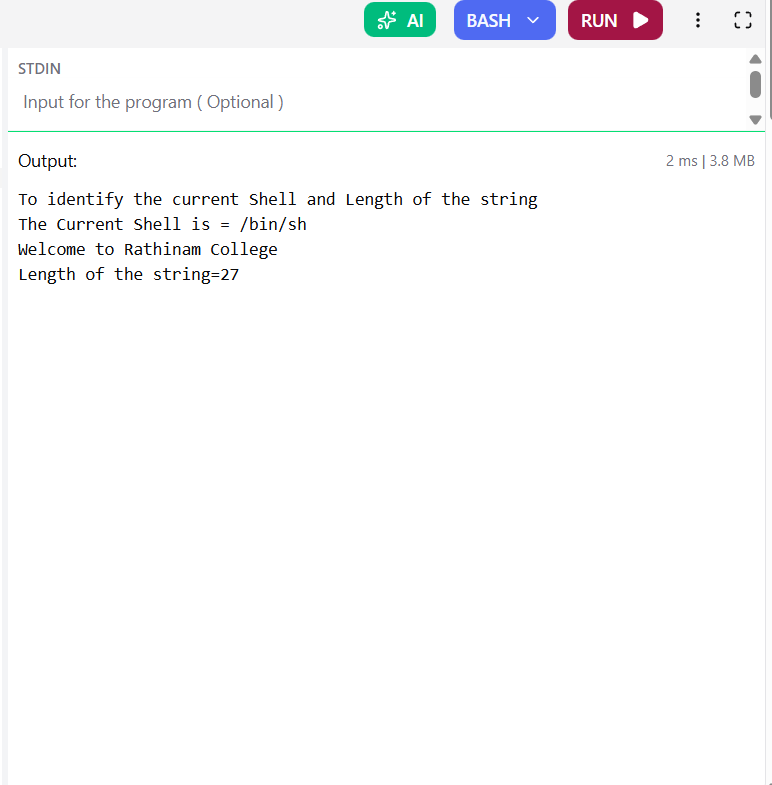 AI
BASH
RUN
STDIN
Input for the program ( Optional )
Output:
2 ms | 3.8 MB
To identify the current Shell and Length of the string
The Current Shell is = /bin/sh
Welcome to Rathinam College
Length of the string=27